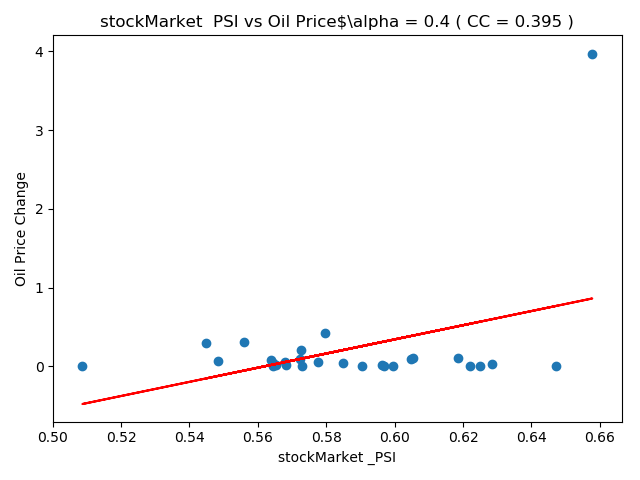 stockMarket  PSI vs Oil Price$\alpha = 0.4 ( CC = 0.395 )
4
3
2
1
0
Oil Price Change
0.50 0.52 0.54 0.56 0.58 0.60 0.62 0.64 0.66
stockMarket _PSI